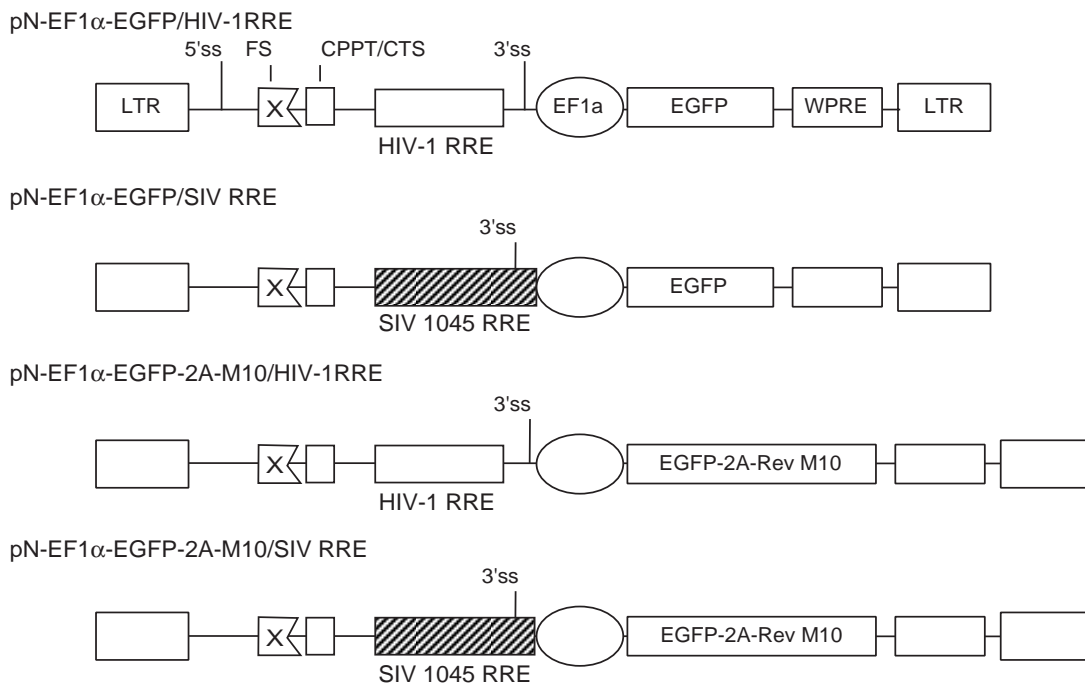 pN-EF1α-EGFP/HIV-1RRE
5'ss FS CPPT/CTS 3'ss
LTR X EF1a EGFP WPRE LTR
HIV-1 RRE
pN-EF1α-EGFP/SIV RRE
3'ss
X EGFP
SIV 1045 RRE
pN-EF1α-EGFP-2A-M10/HIV-1RRE
3'ss
X EGFP-2A-Rev M10
HIV-1 RRE
pN-EF1α-EGFP-2A-M10/SIV RRE
3'ss
X EGFP-2A-Rev M10
SIV 1045 RRE